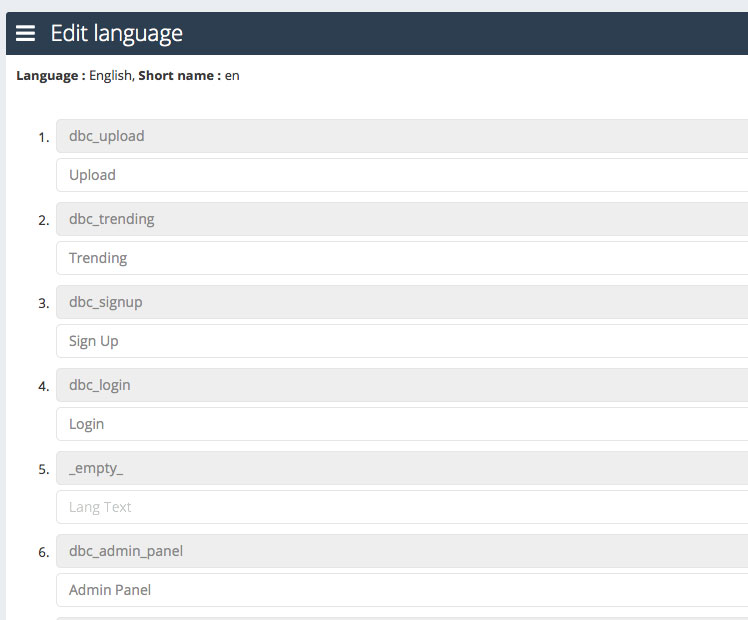 Edit language
Language : English, Short name : en
1. dbc_upload
Upload
2. dbc_trending
Trending
3. dbc_signup
Sign Up
4. dbc_login
Login
5. _empty_
Lang Text
6. dbc_admin_panel
Admin Panel